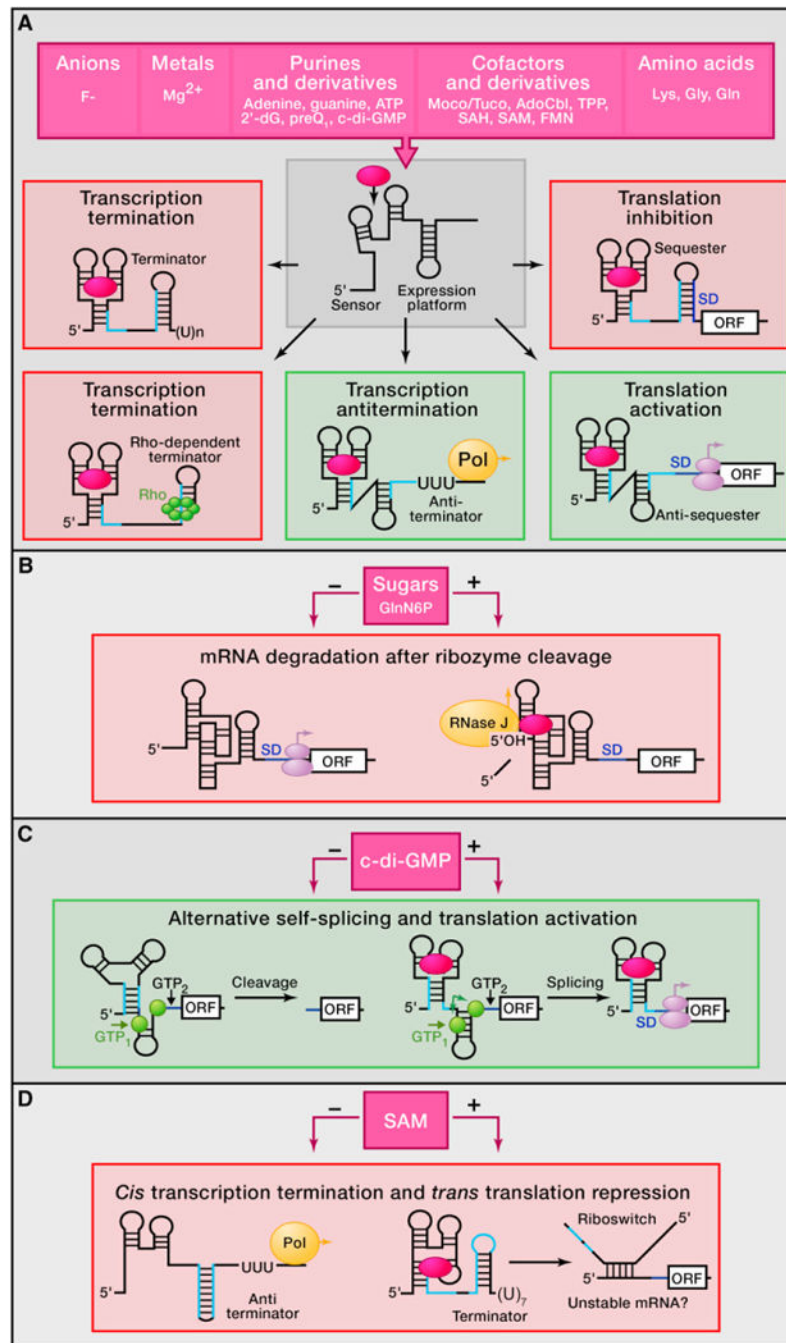 A
Anions
F-
Metals
Mg2+
Purines
and derivatives
Adenine, guanine, ATP
2'-dG, preQ1, c-di-GMP
Cofactors
and derivatives
Moco/Tuco, AdoCbl, TPP,
SAH, SAM, FMN
Amino acids
Lys, Gly, Gln
Transcription
termination
Terminator
5'
(U)n
5'
Sensor
Expression
platform
Translation
inhibition
Sequester
SD
5'
ORF
Transcription
termination
Rho-dependent
terminator
Rho
5'
Transcription
antitermination
Pol
UUU
5'
Anti-
terminator
Translation
activation
SD
ORF
5'
Anti-sequester
B
−
Sugars
GlnN6P
+
mRNA degradation after ribozyme cleavage
5'
SD
ORF
RNase J
5'OH
5'
SD
ORF
C
−
c-di-GMP
+
Alternative self-splicing and translation activation
GTP2
5'
ORF
GTP1
Cleavage
ORF
GTP2
5'
ORF
GTP1
Splicing
5'
SD
ORF
D
−
SAM
+
Cis transcription termination and trans translation repression
Pol
UUU
5'
Anti
terminator
5'
(U)7
Terminator
Riboswitch
5'
5'
ORF
Unstable mRNA?